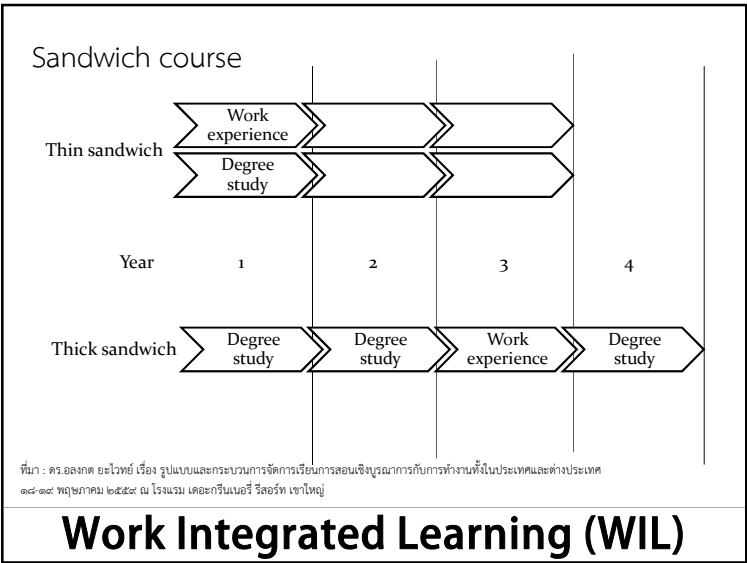 Sandwich course
Work
experience
Thin sandwich
Degree
study
Year 1 2 3 4
Thick sandwich
Degree
study
Degree
study
Work
experience
Degree
study
ที่มา : ดร.อลงกต ยะไวทย์ เรื่อง รูปแบบและกระบวนการจัดการเรียนการสอนเชิงบูรณาการกับการทำงานทั้งในประเทศและต่างประเทศ
๑๘-๑๙ พฤษภาคม ๒๕๕๙ ณ โรงแรม เดอะกรีนเนอรี่ รีสอร์ท เขาใหญ่
Work Integrated Learning (WIL)